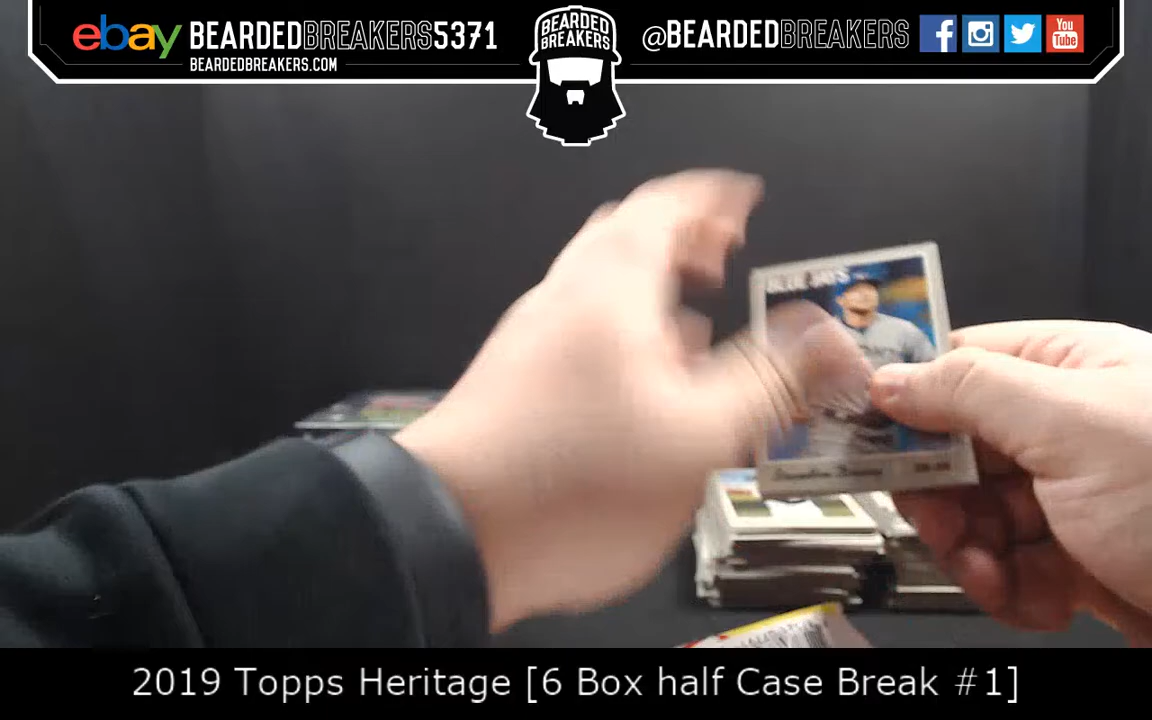 ebay BEARDEDBREAKERS5371
BEARDEDBREAKERS.COM
BEARDED
BREAKERS
@BEARDEDBREAKERS
You
Tube
BLUE JAYS
2019 Topps Heritage [6 Box half Case Break #1]